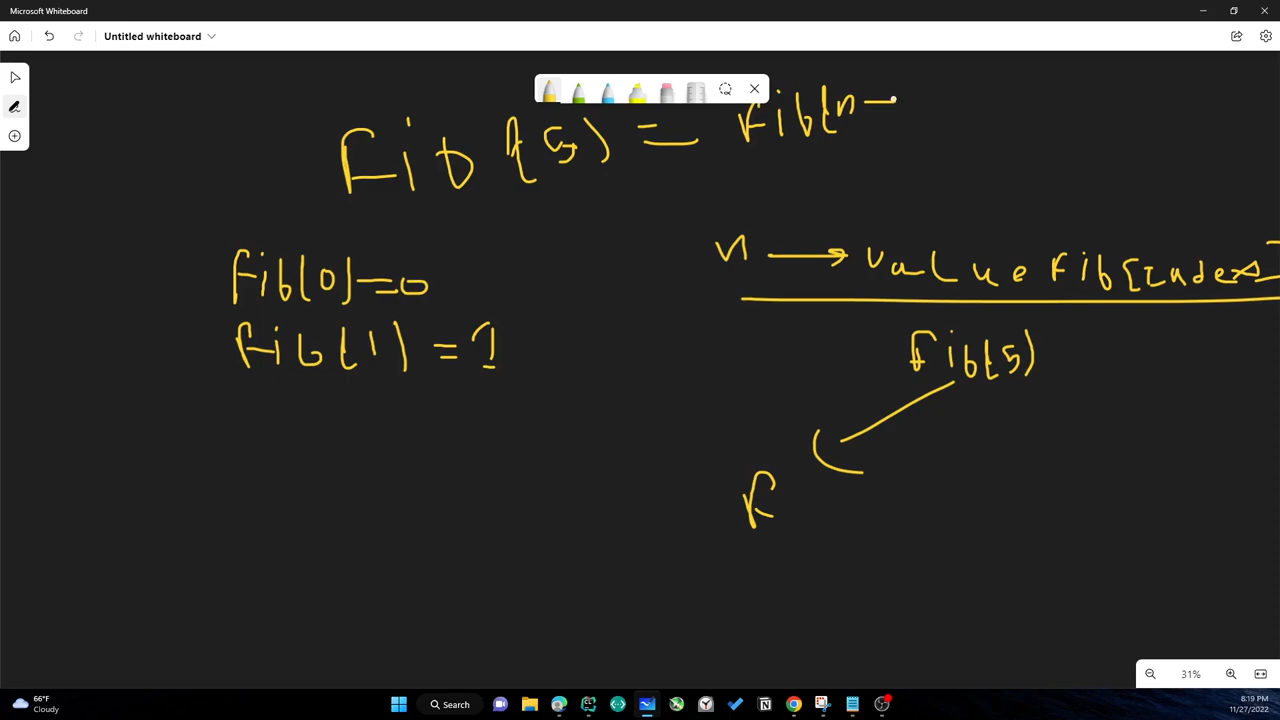 Microsoft Whiteboard
Untitled whiteboard
Fib(5) = Fib(n-
Fib(0)=0
Fib(1) = 1
n → value Fib[Index]
Fib(5)
F
31%
66°F
Cloudy
Search
8:19 PM
11/27/2022